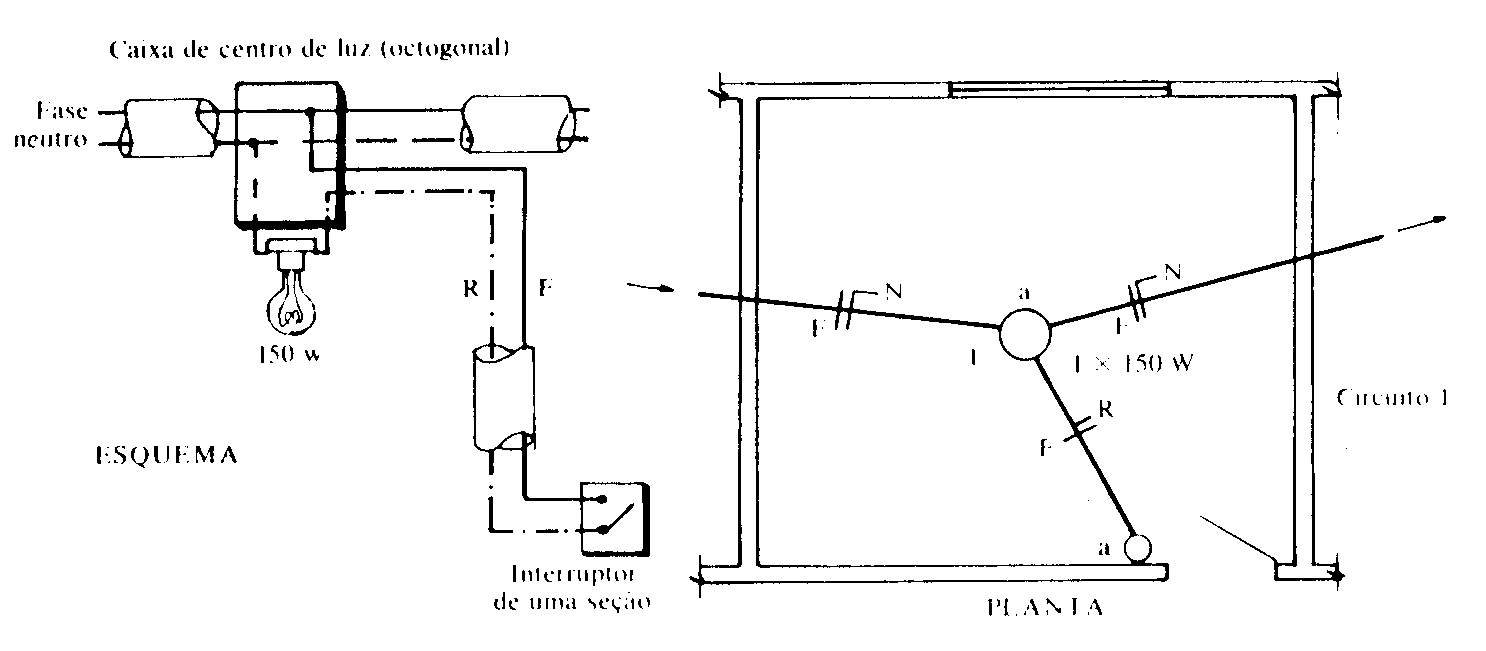 Caixa de centro de luz (octogonal)
Fase
neutro
R F
150 w
ESQUEMA
Interruptor
de uma seção
N
F
a
1
N
F
1 × 150 W
R
F
a
Circuito 1
PLANTA